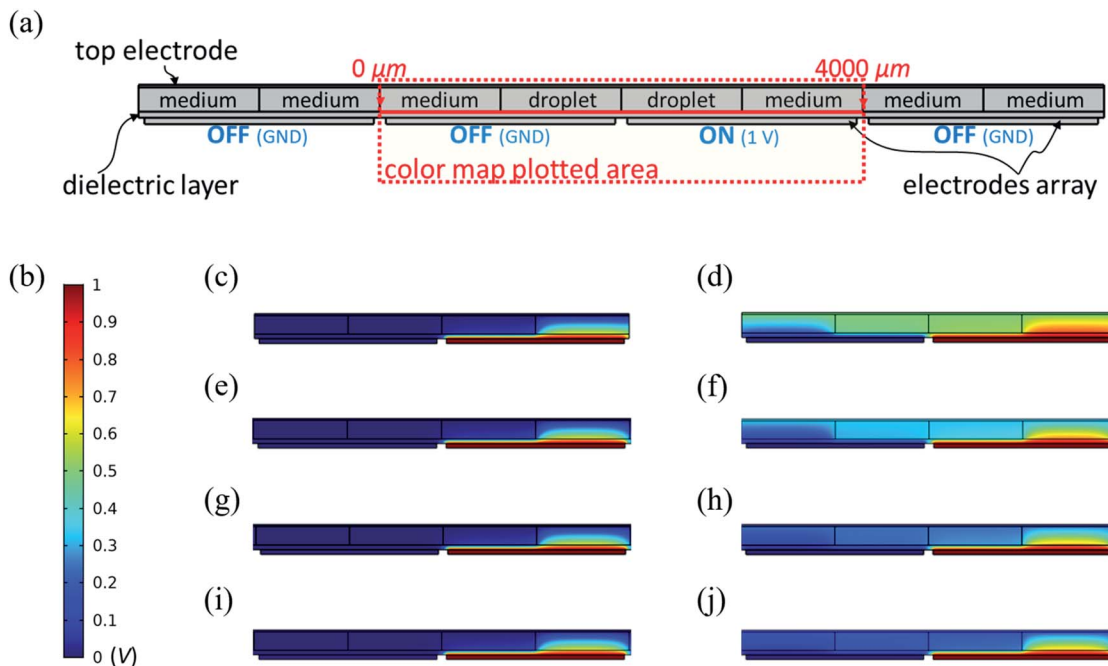 (a)
top electrode
0 μm
4000 μm
medium medium medium droplet droplet medium medium medium
OFF (GND) OFF (GND) ON (1 V) OFF (GND)
dielectric layer
color map plotted area
electrodes array
(b)
1
0.9
0.8
0.7
0.6
0.5
0.4
0.3
0.2
0.1
0 (V)
(c)
(d)
(e)
(f)
(g)
(h)
(i)
(j)